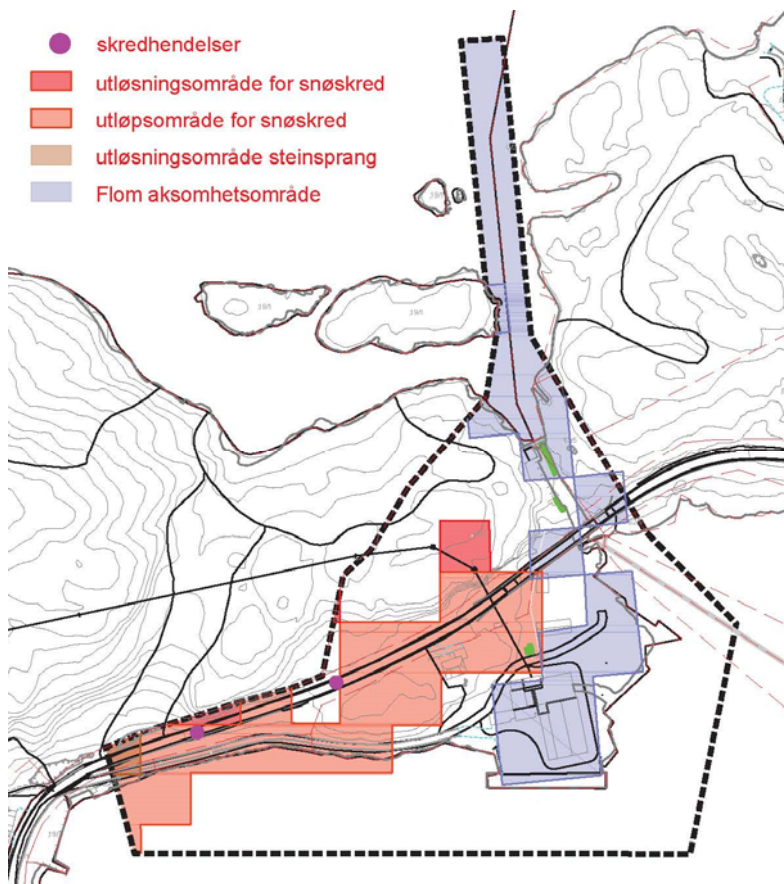 skredhendelser
utløsningsområde for snøskred
utløpsområde for snøskred
utløsningsområde steinsprang
Flom aksomhetsområde